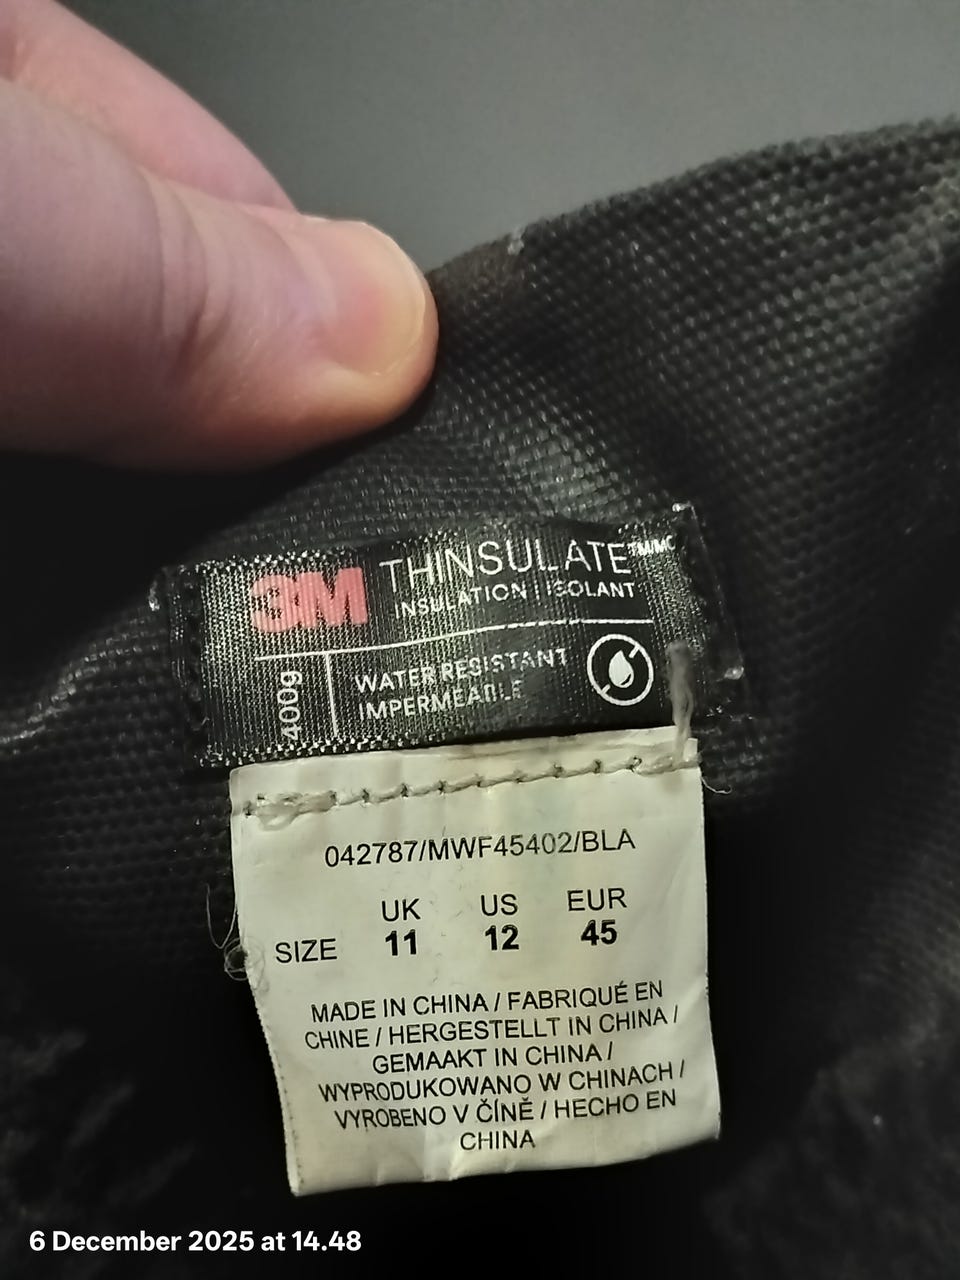 3M THINSULATE™/MC
INSULATION | ISOLANT
400g
WATER RESISTANT
IMPERMEABLE
042787/MWF45402/BLA
UK US EUR
SIZE 11 12 45
MADE IN CHINA / FABRIQUÉ EN
CHINE / HERGESTELLT IN CHINA /
GEMAAKT IN CHINA /
WYPRODUKOWANO W CHINACH /
VYROBENO V ČÍNĚ / HECHO EN
CHINA
6 December 2025 at 14.48